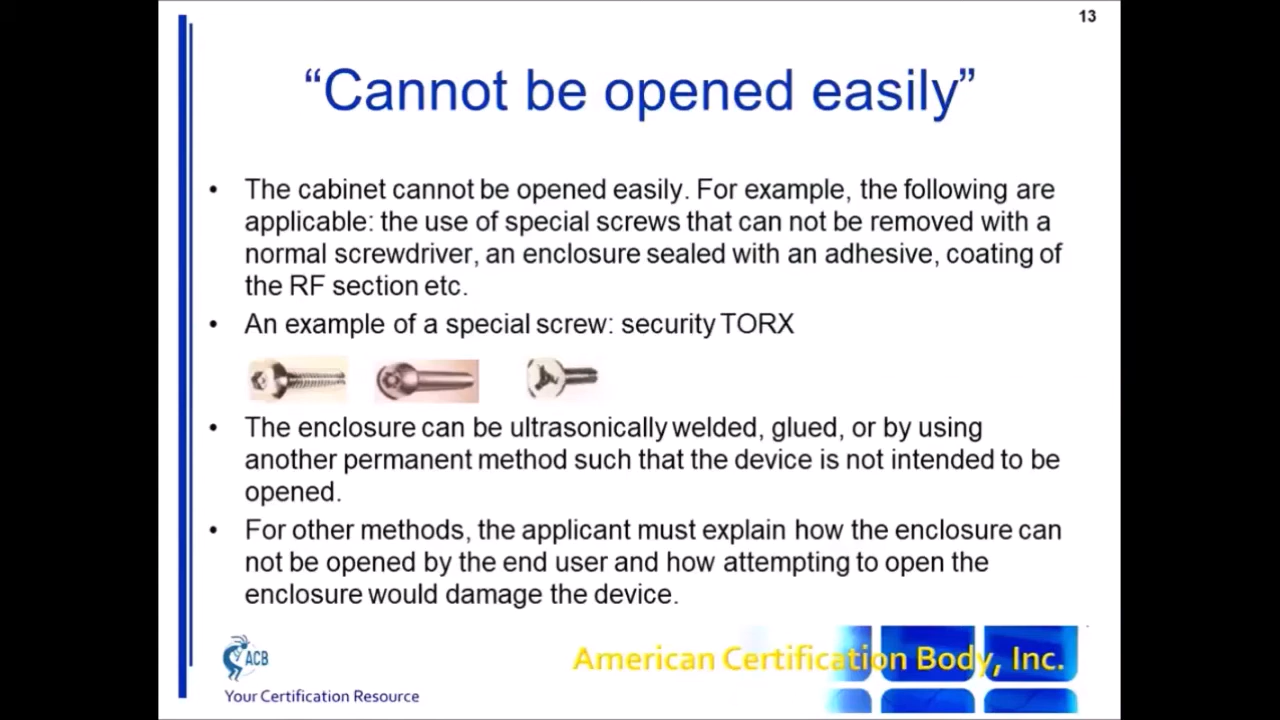 13
“Cannot be opened easily”
• The cabinet cannot be opened easily. For example, the following are
applicable: the use of special screws that can not be removed with a
normal screwdriver, an enclosure sealed with an adhesive, coating of
the RF section etc.
• An example of a special screw: security TORX
• The enclosure can be ultrasonically welded, glued, or by using
another permanent method such that the device is not intended to be
opened.
• For other methods, the applicant must explain how the enclosure can
not be opened by the end user and how attempting to open the
enclosure would damage the device.
ACB
American Certification Body, Inc.
Your Certification Resource